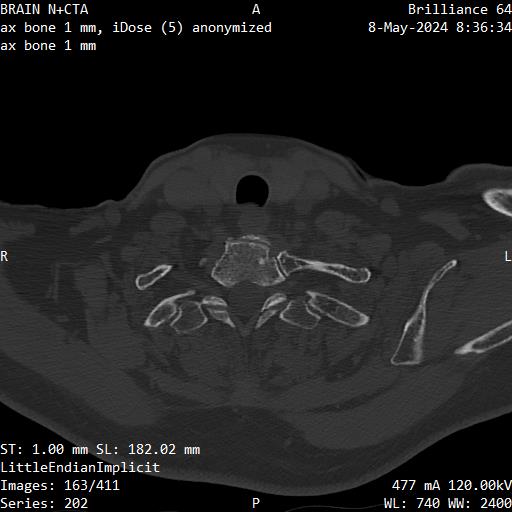 BRAIN N+CTA
ax bone 1 mm, iDose (5) anonymized
ax bone 1 mm
A
Brilliance 64
8-May-2024 8:36:34
R
L
ST: 1.00 mm SL: 182.02 mm
LittleEndianImplicit
Images: 163/411
Series: 202
P
477 mA 120.00kV
WL: 740 WW: 2400